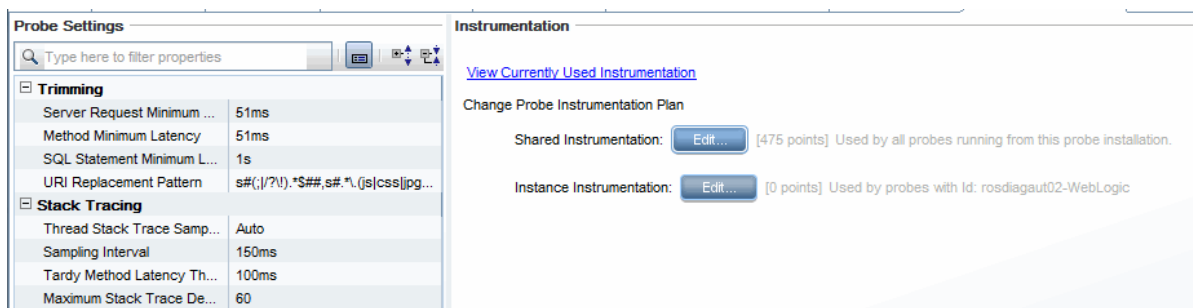 Probe Settings
Type here to filter properties
Trimming
Server Request Minimum ... 51ms
Method Minimum Latency 51ms
SQL Statement Minimum L... 1s
URI Replacement Pattern s#(;|/?\!).*$##,s#.*\.(js|css|jpg...
Stack Tracing
Thread Stack Trace Samp... Auto
Sampling Interval 150ms
Tardy Method Latency Th... 100ms
Maximum Stack Trace De... 60
Instrumentation
View Currently Used Instrumentation
Change Probe Instrumentation Plan
Shared Instrumentation: Edit... [475 points] Used by all probes running from this probe installation.
Instance Instrumentation: Edit... [0 points] Used by probes with Id: rosdiagaut02-WebLogic